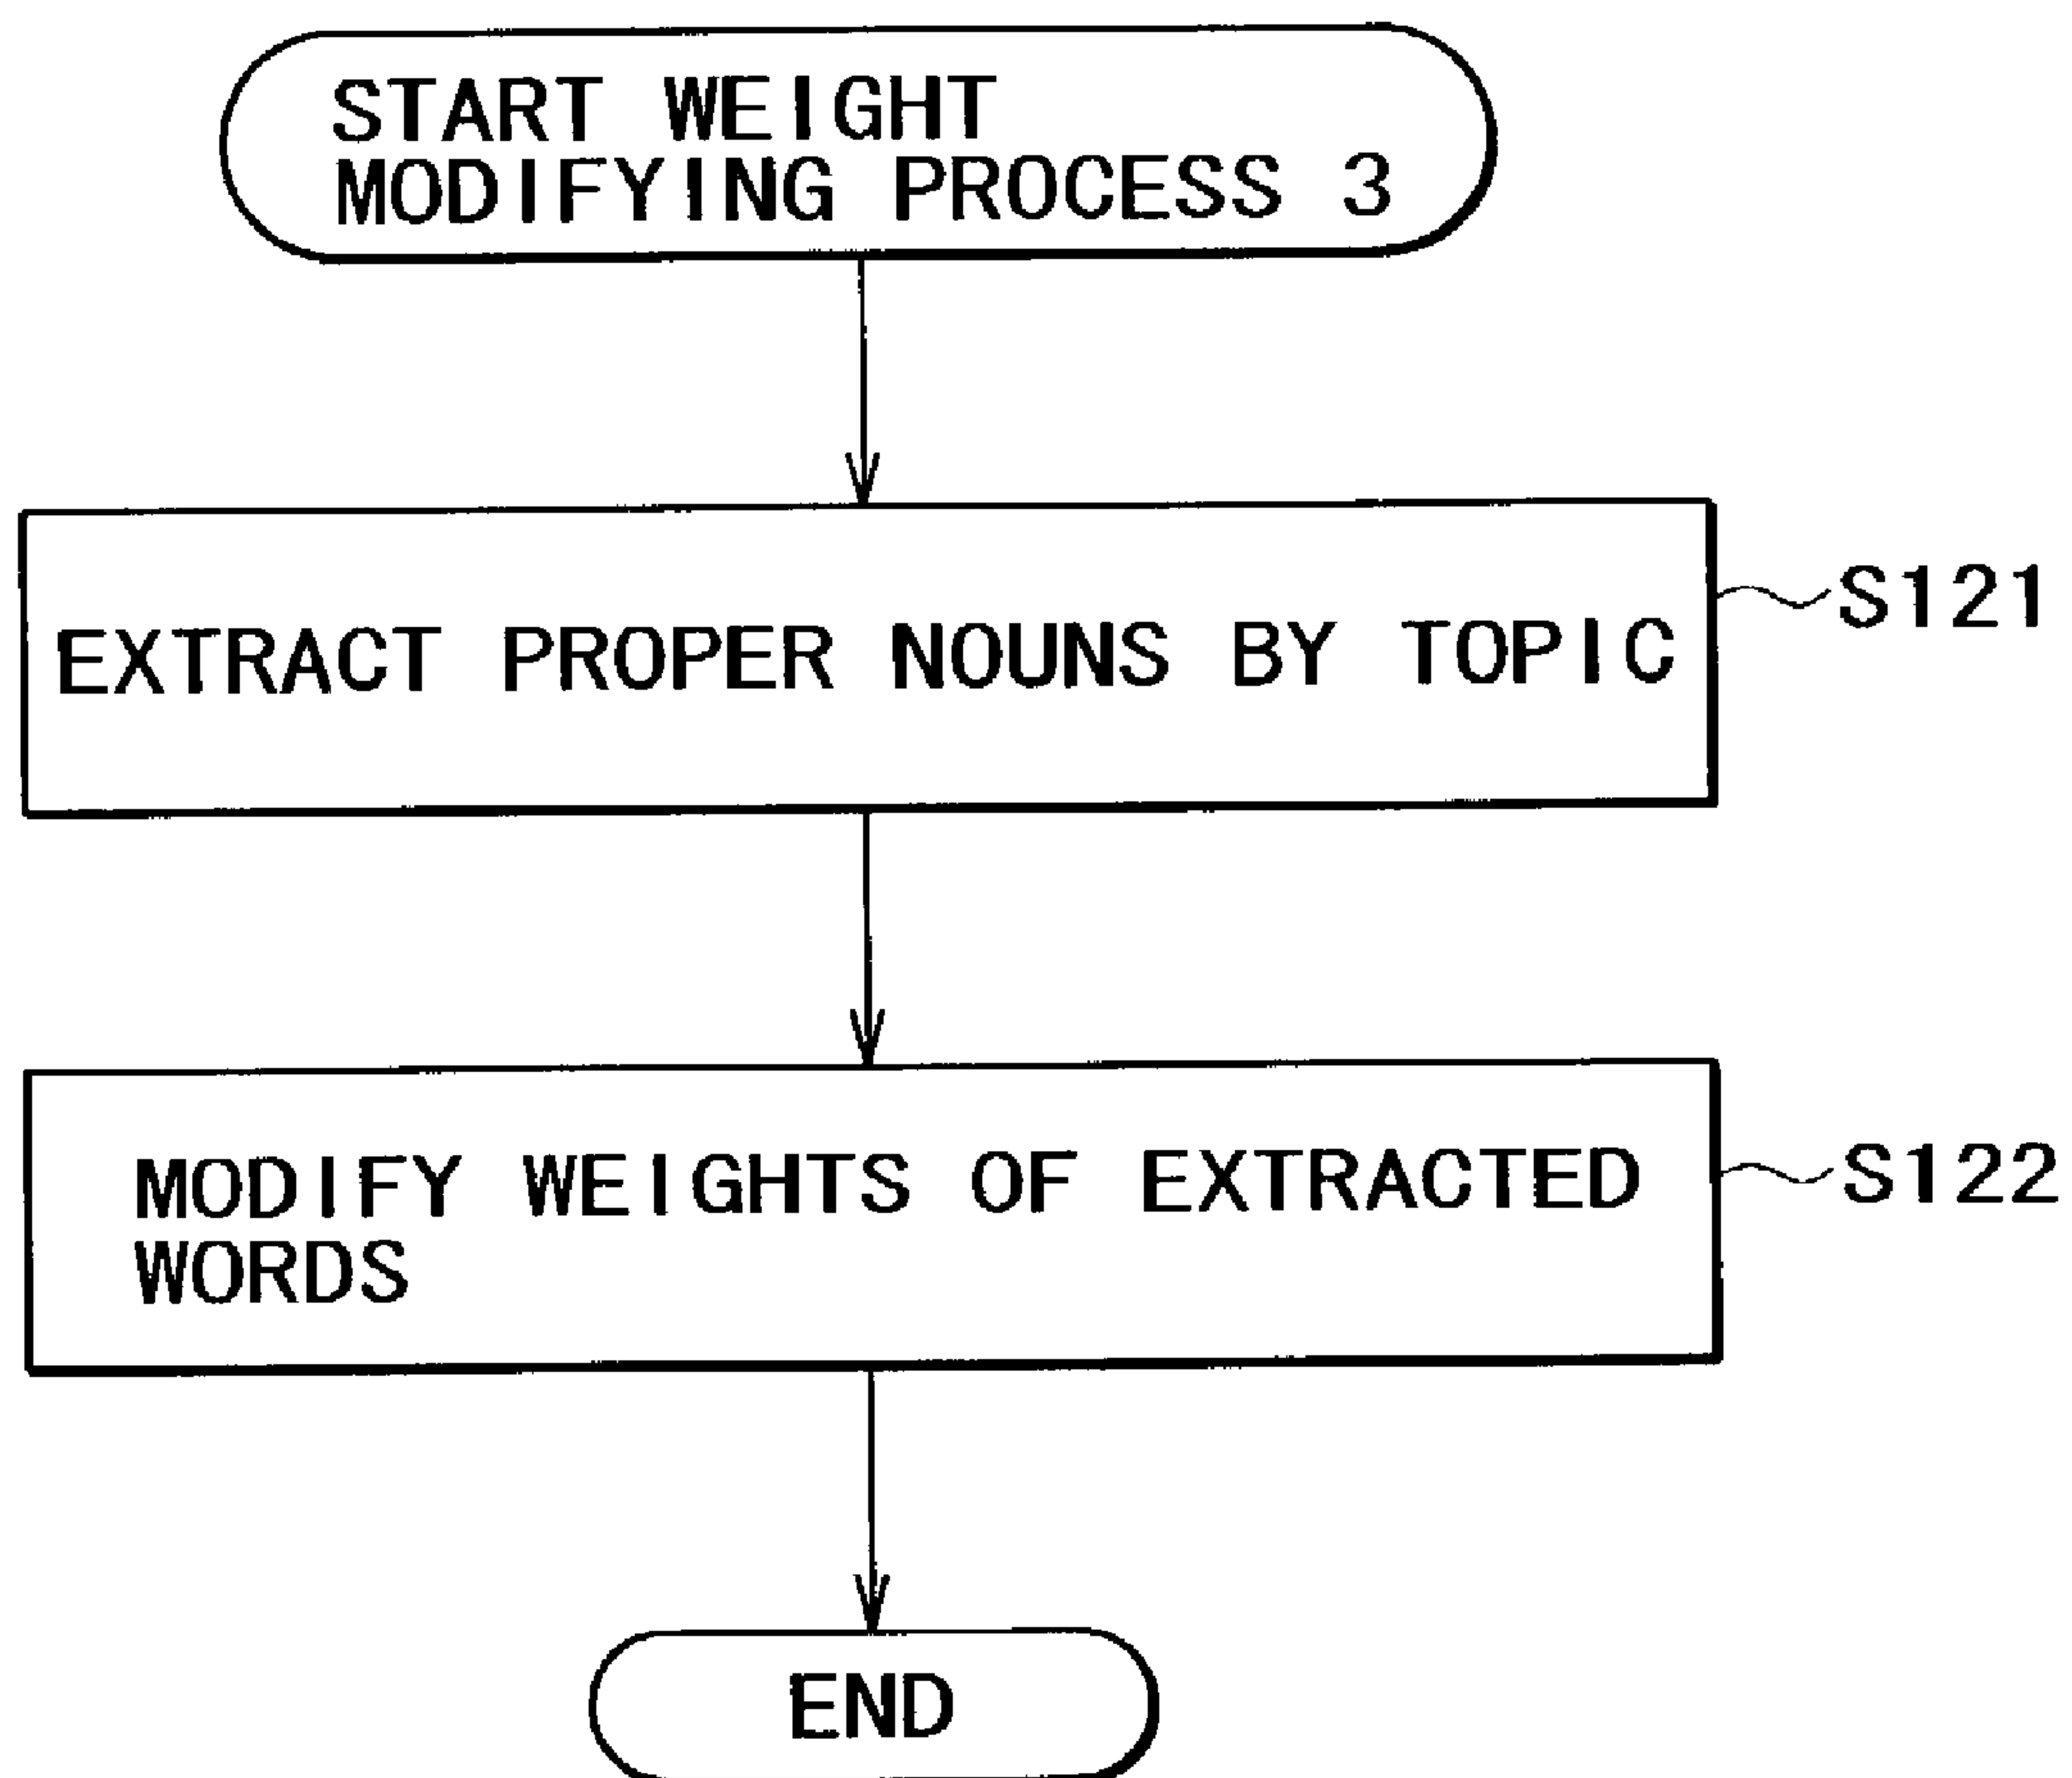 START WEIGHT
MODIFYING PROCESS 3
EXTRACT PROPER NOUNS BY TOPIC
S121
MODIFY WEIGHTS OF EXTRACTED
WORDS
S122
END